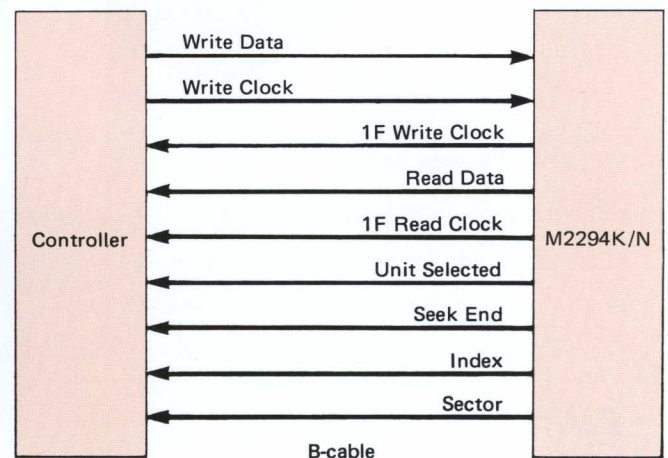 Write Data
Write Clock
1F Write Clock
Read Data
1F Read Clock
Controller
M2294K/N
Unit Selected
Seek End
Index
Sector
B-cable